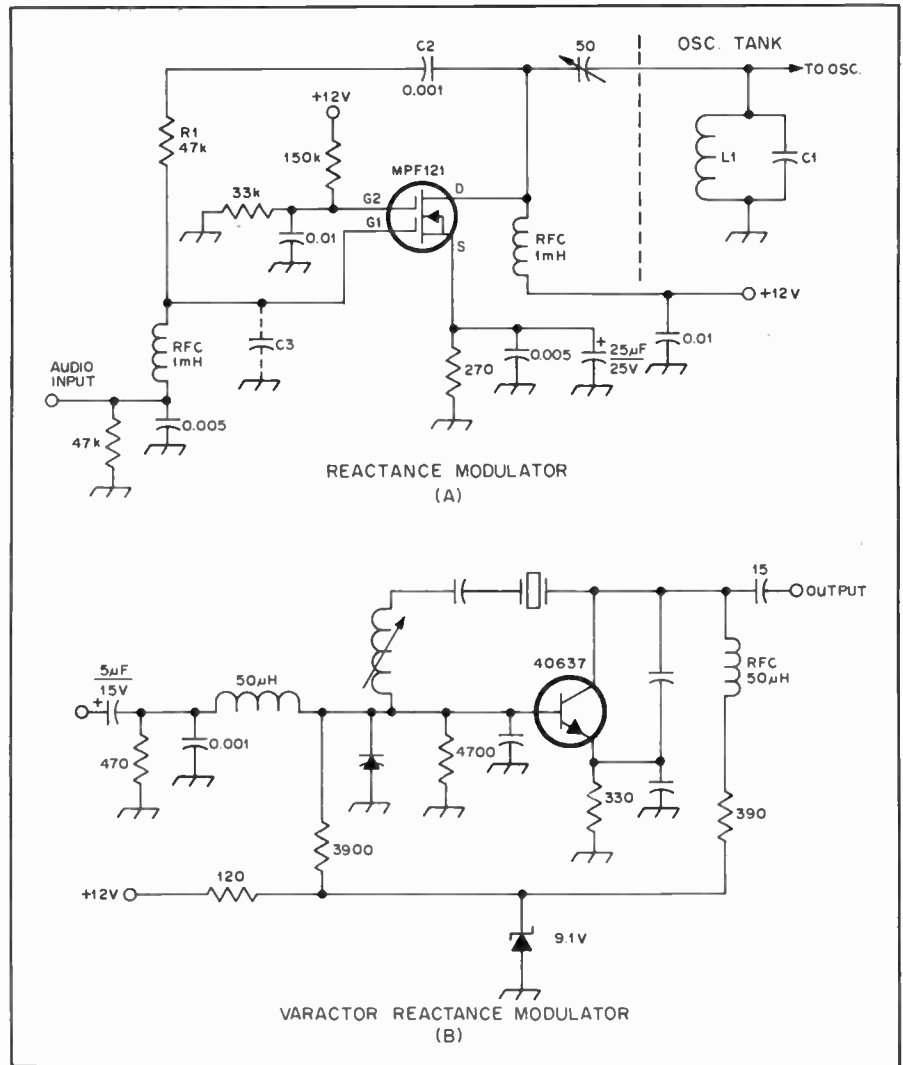 C2
0.001
50
OSC. TANK
TO OSC.
+12V
R1
47k
150k
MPF121
33k
G2
G1
D
S
0.01
L1
C1
RFC
1mH
+12V
RFC
1mH
C3
AUDIO
INPUT
0.005
47k
270
0.005
+
25µF
25V
0.01
REACTANCE MODULATOR
(A)
15
OUTPUT
40637
RFC
50µH
5µF
15V
+
50µH
470
0.001
4700
330
390
3900
+12V
120
9.1V
VARACTOR REACTANCE MODULATOR
(B)